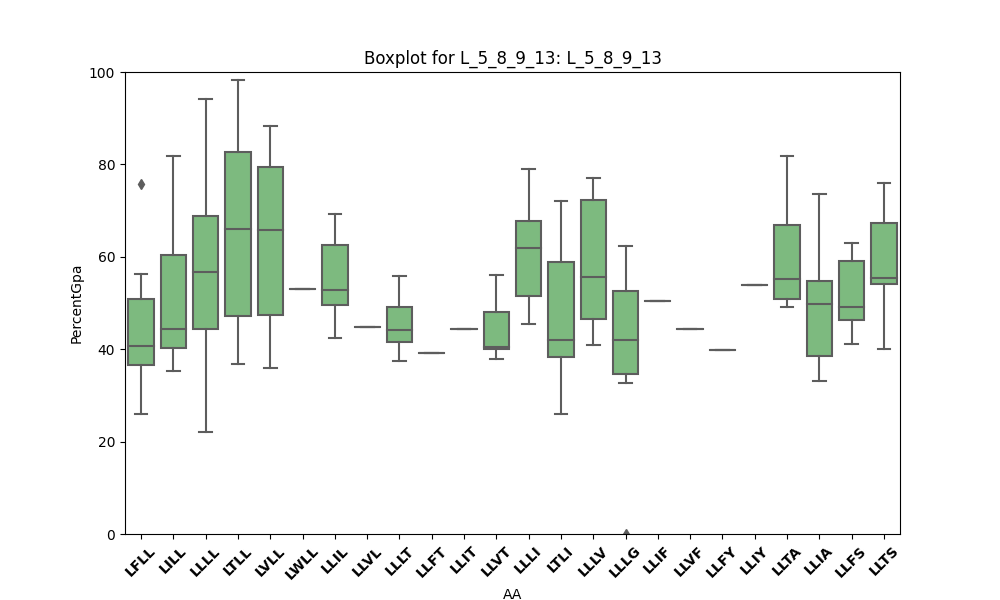 Boxplot for L_5_8_9_13: L_5_8_9_13
100
80
60
40
20
0
PercentGpa
LFLL LILL LLLL LTLL LVLL LWLL LLIL LLVL LLLT LLFT LLIT LLVT LLLI LTLI LLLV LLLG LLIF LLVF LLFY LLIY LLTA LLIA LLFS LLTS
AA